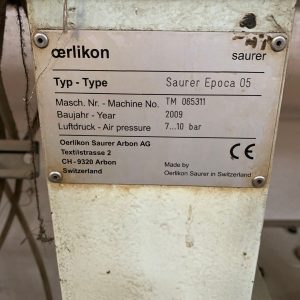 œrlikon saurer
Typ - Type Saurer Epoca 05
Masch. Nr. - Machine No. TM 065311
Baujahr - Year 2009
Luftdruck - Air pressure 7...10 bar
Oerlikon Saurer Arbon AG
Textilstrasse 2
CH - 9320 Arbon
Switzerland
Made by
Oerlikon Saurer in Switzerland
CE